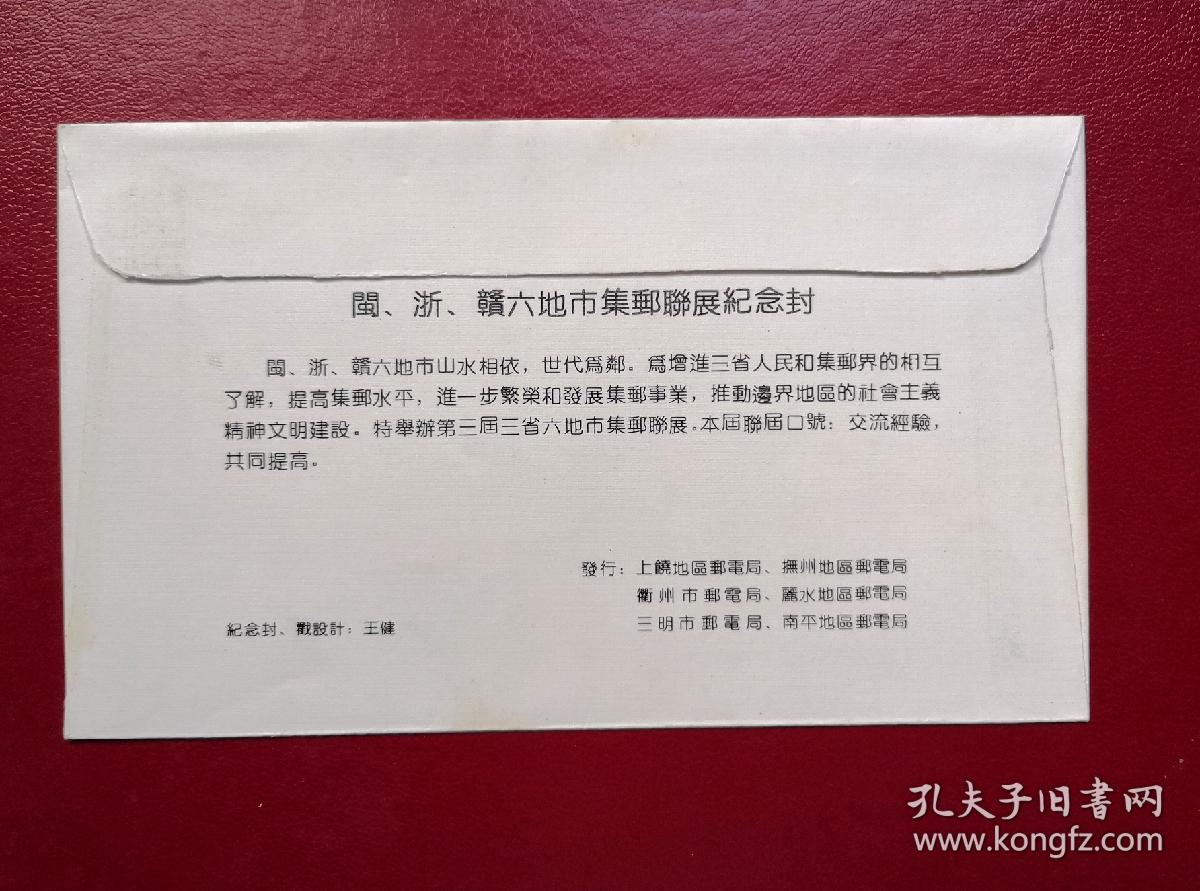 閩、浙、贛六地市集郵聯展紀念封
閩、浙、贛六地市山水相依，世代爲鄰。爲增進三省人民和集郵界的相互
了解，提高集郵水平，進一步繁榮和發展集郵事業，推動邊界地區的社會主義
精神文明建設。特舉辦第三屆三省六地市集郵聯展。本屆聯屆口號：交流經驗，
共同提高。
發行：上饒地區郵電局、撫州地區郵電局
衢州市郵電局、麗水地區郵電局
三明市郵電局、南平地區郵電局
紀念封、戳設計：王健
孔夫子旧书网
www.kongfz.com